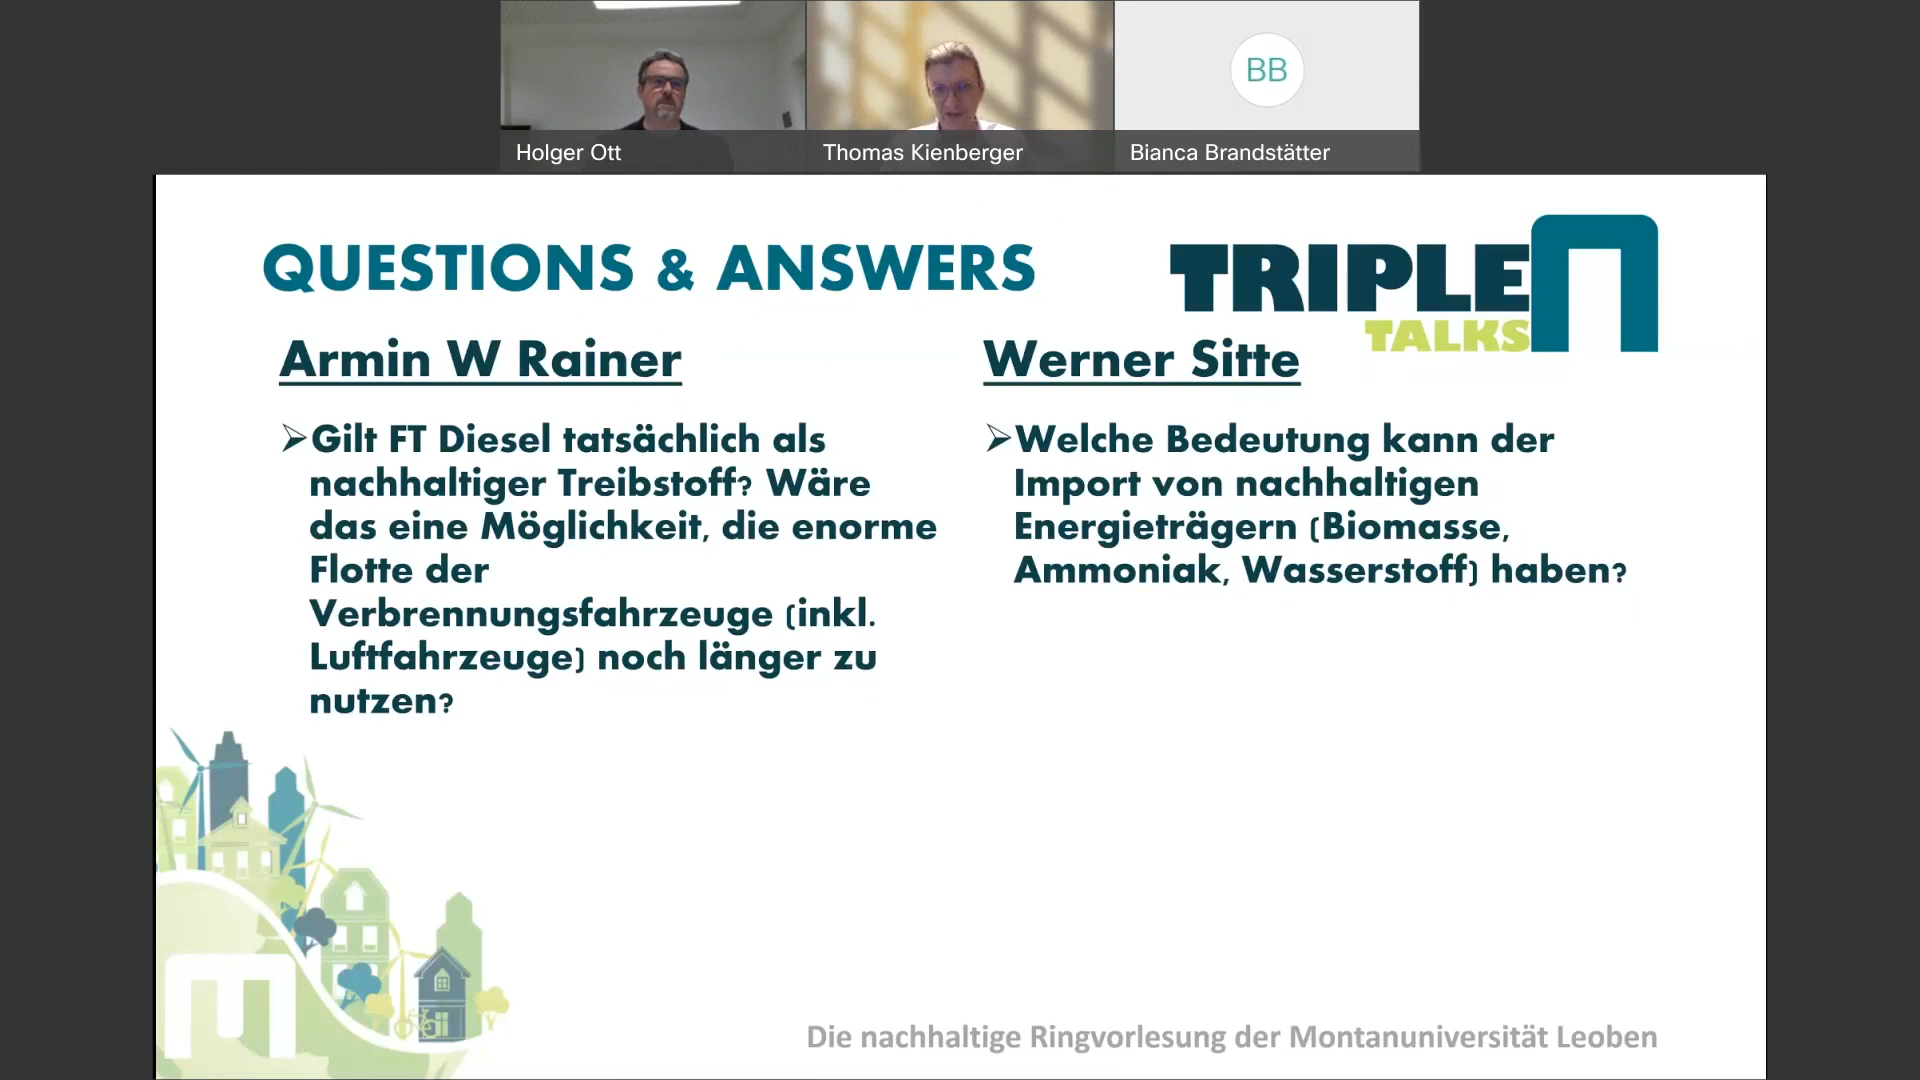 BB
Holger Ott
Thomas Kienberger
Bianca Brandstätter
QUESTIONS & ANSWERS
TRIPLE
TALKS
Armin W Rainer
➢Gilt FT Diesel tatsächlich als
nachhaltiger Treibstoff? Wäre
das eine Möglichkeit, die enorme
Flotte der
Verbrennungsfahrzeuge (inkl.
Luftfahrzeuge) noch länger zu
nutzen?
Werner Sitte
➢Welche Bedeutung kann der
Import von nachhaltigen
Energieträgern (Biomasse,
Ammoniak, Wasserstoff) haben?
Die nachhaltige Ringvorlesung der Montanuniversität Leoben